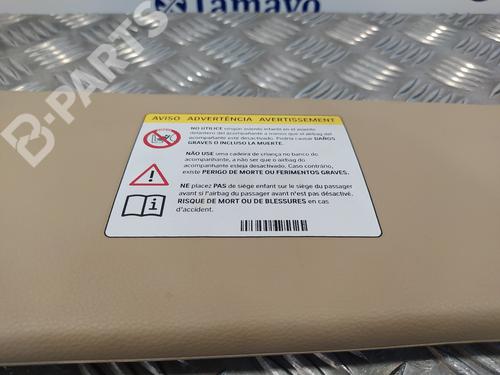 Tamayo
AVISO ADVERTÊNCIA AVERTISSEMENT
NO UTILICE ningún asiento infantil en el asiento
delantero del acompañante a menos que el airbag del
acompañante esté desactivado. Podría causar DAÑOS
GRAVES O INCLUSO LA MUERTE.
NÃO USE uma cadeira de criança no banco do
acompanhante, a não ser que o airbag do
acompanhante esteja desactivado. Caso contrário,
existe PERIGO DE MORTE OU FERIMENTOS GRAVES.
NE placez PAS de siège enfant sur le siège du passager
avant si l'airbag du passager avant n'est pas désactivé.
RISQUE DE MORT OU DE BLESSURES en cas
d'accident.